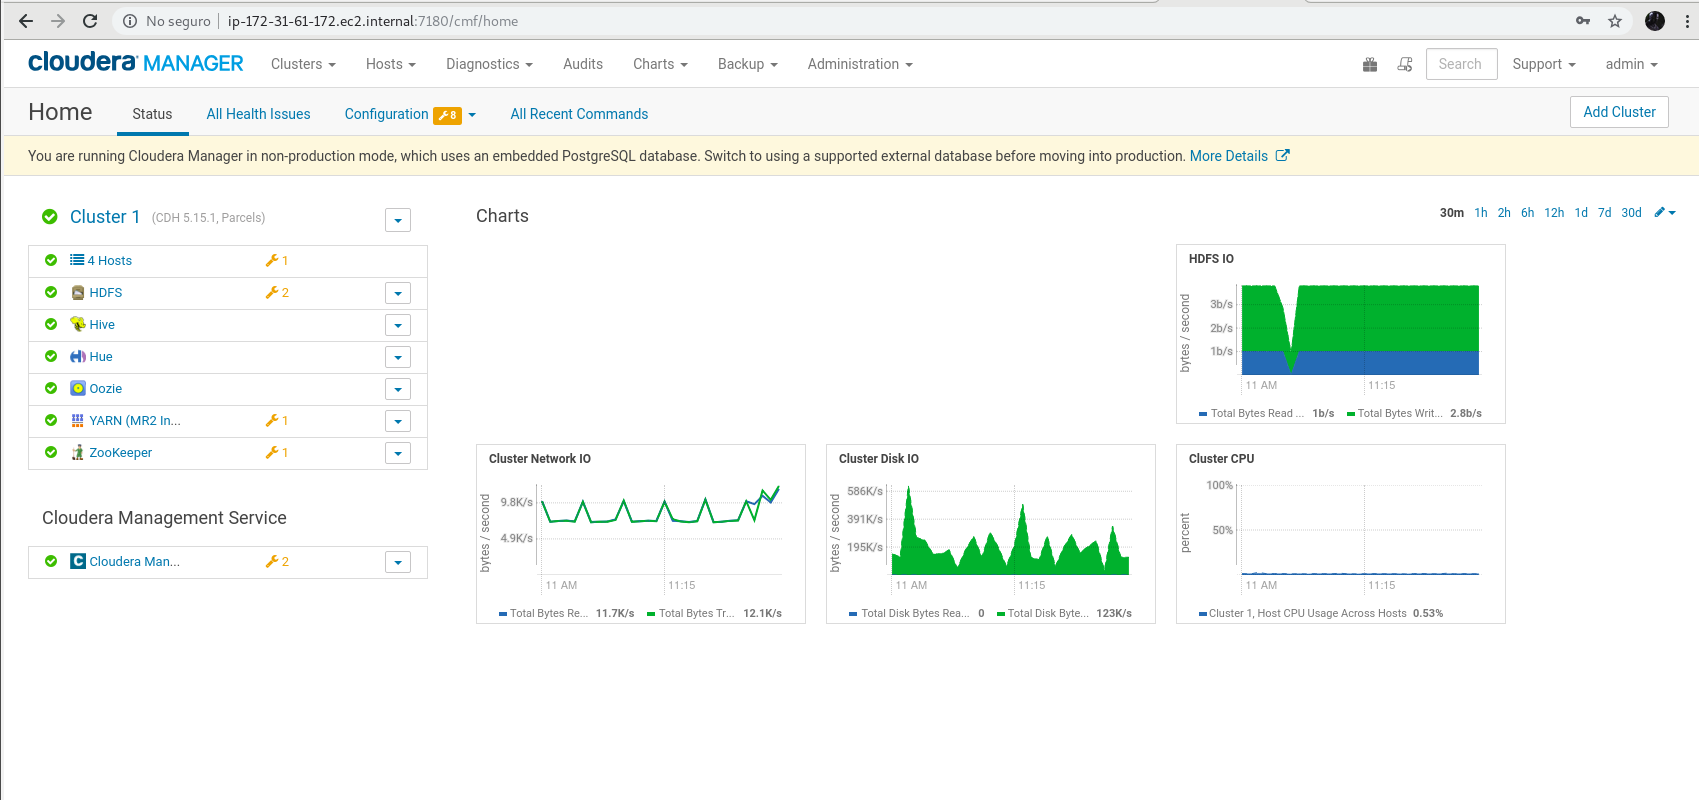 No seguro ip-172-31-61-172.ec2.internal:7180/cmf/home
cloudera MANAGER Clusters Hosts Diagnostics Audits Charts Backup Administration Search Support admin
Home Status All Health Issues Configuration 8 All Recent Commands Add Cluster
You are running Cloudera Manager in non-production mode, which uses an embedded PostgreSQL database. Switch to using a supported external database before moving into production. More Details
Cluster 1 (CDH 5.15.1, Parcels)
4 Hosts 1
HDFS 2
Hive
Hue
Oozie
YARN (MR2 In... 1
ZooKeeper 1
Cloudera Management Service
C Cloudera Man... 2
Charts
30m 1h 2h 6h 12h 1d 7d 30d
HDFS IO
bytes / second
3b/s
2b/s
1b/s
11 AM 11:15
Total Bytes Read ... 1b/s Total Bytes Writ... 2.8b/s
Cluster Network IO
bytes / second
9.8K/s
4.9K/s
11 AM 11:15
Total Bytes Re... 11.7K/s Total Bytes Tr... 12.1K/s
Cluster Disk IO
bytes / second
586K/s
391K/s
195K/s
11 AM 11:15
Total Disk Bytes Rea... 0 Total Disk Byte... 123K/s
Cluster CPU
percent
100%
50%
11 AM 11:15
Cluster 1, Host CPU Usage Across Hosts 0.53%